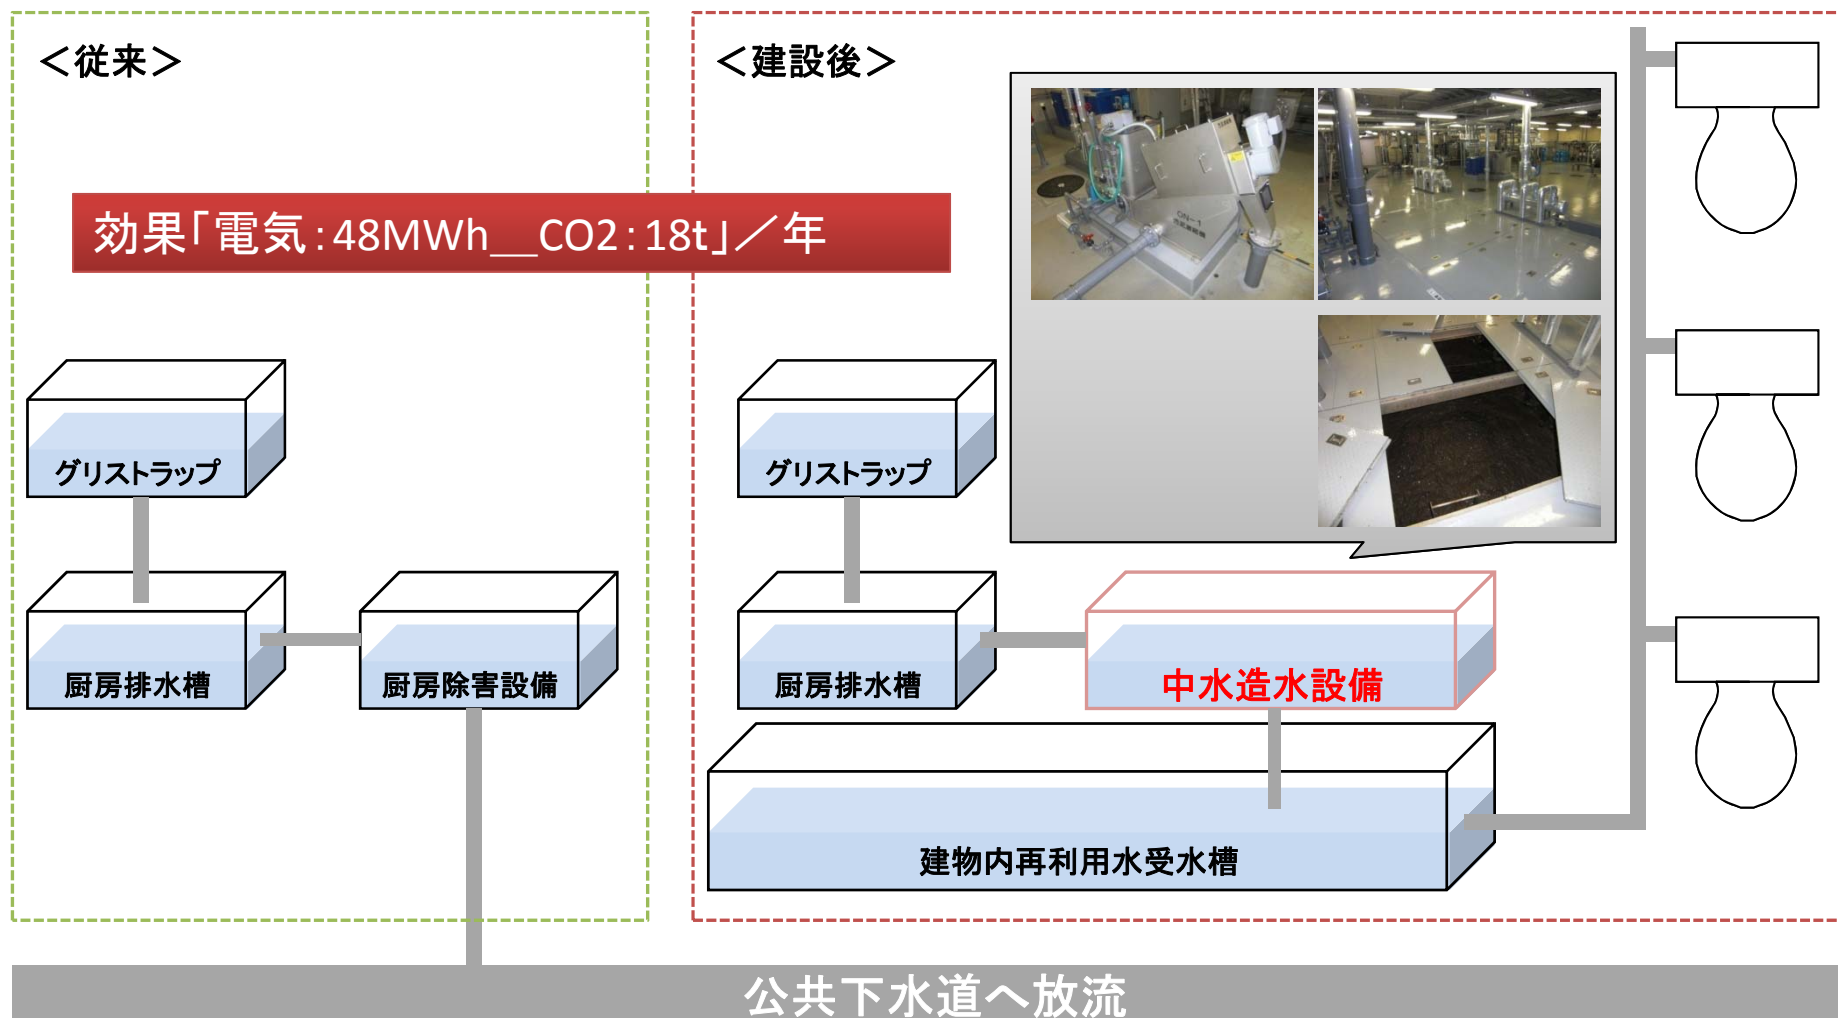 ＜従来＞
＜建設後＞
効果｢電気：48MWh__CO2：18t｣／年
グリストラップ
厨房排水槽
厨房除害設備
グリストラップ
厨房排水槽
中水造水設備
建物内再利用水受水槽
公共下水道へ放流